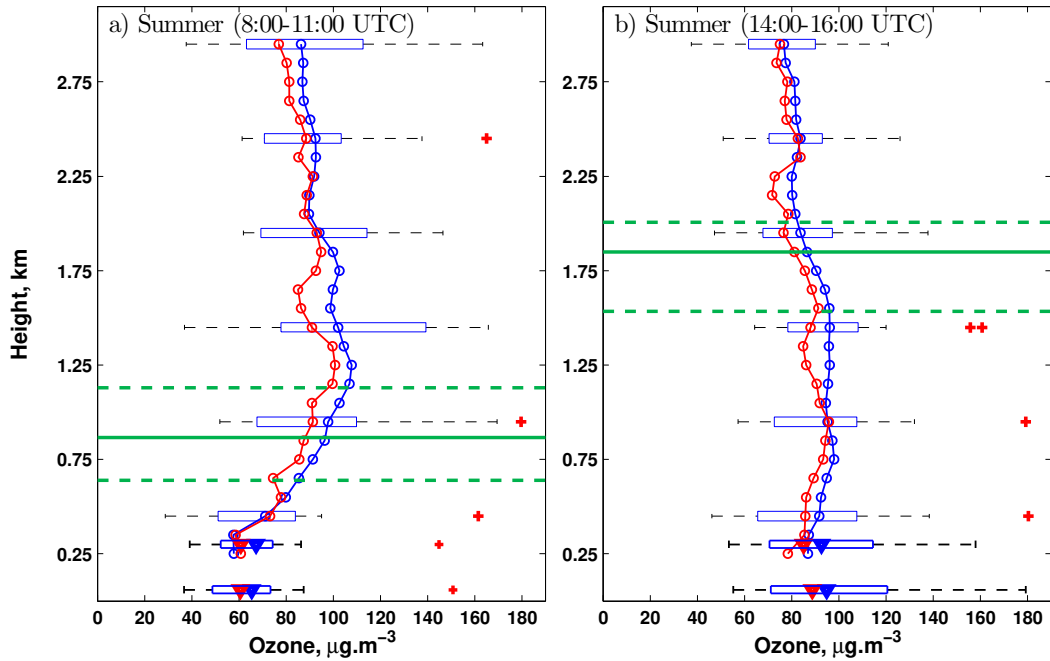 a) Summer (8:00-11:00 UTC)
b) Summer (14:00-16:00 UTC)
Height, km
2.75
2.25
1.75
1.25
0.75
0.25
2.75
2.25
1.75
1.25
0.75
0.25
0 20 40 60 80 100 120 140 160
0 20 40 60 80 100 120 140 160 180
Ozone, μg.m⁻³
Ozone, μg.m⁻³